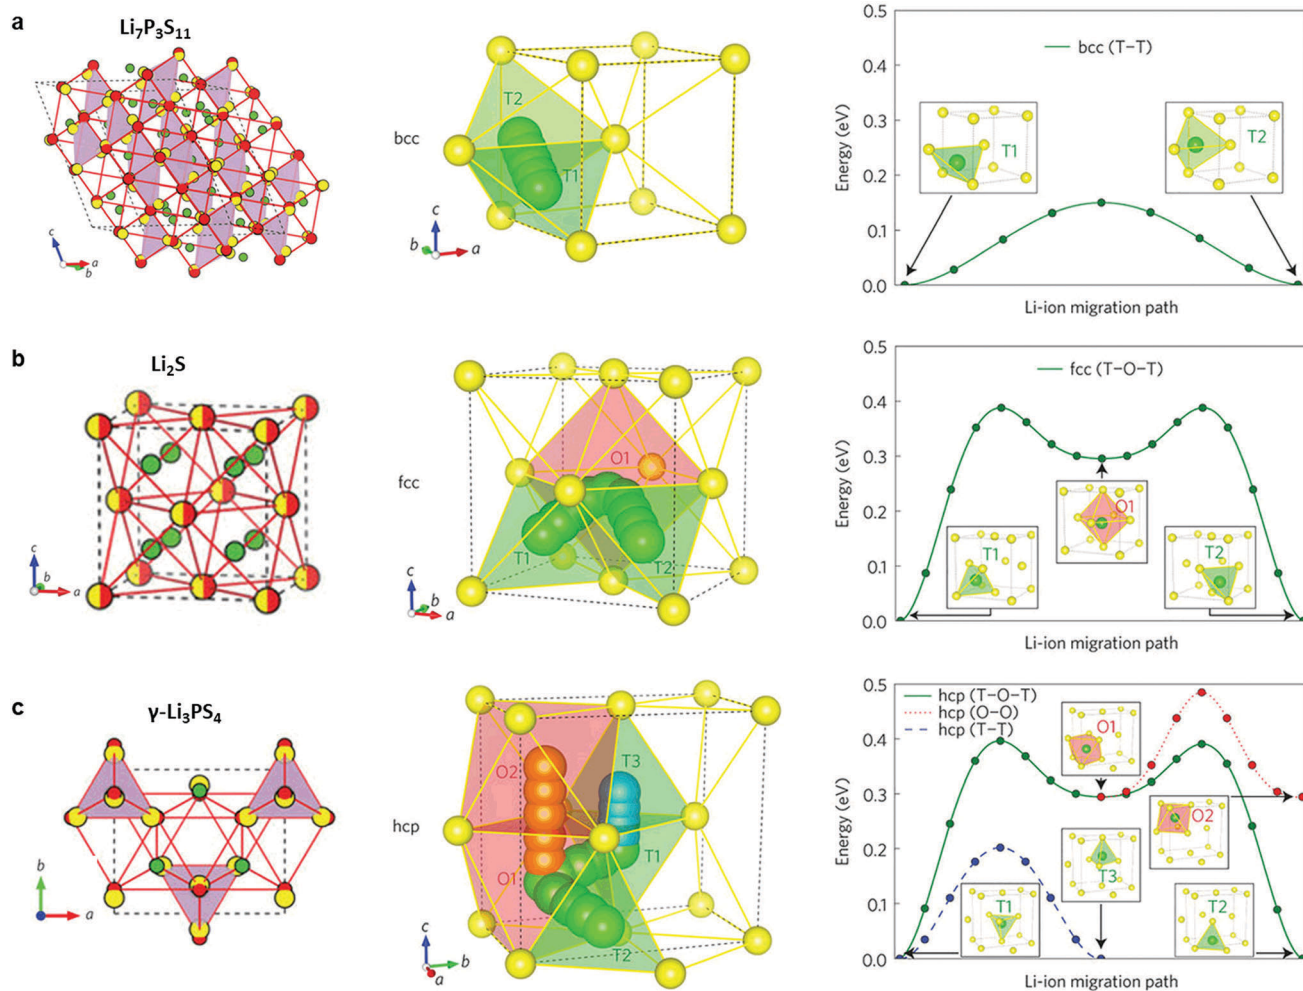 a
Li7P3S11
c
a
b
bcc
T2
T1
c
b
a
Energy (eV)
0.5
0.4
0.3
0.2
0.1
0.0
bcc (T–T)
T1
T2
Li-ion migration path
b
Li2S
c
b
a
fcc
O1
T1
T2
c
b
a
Energy (eV)
0.5
0.4
0.3
0.2
0.1
0.0
fcc (T–O–T)
O1
T1
T2
Li-ion migration path
c
γ-Li3PS4
b
a
hcp
O2
T3
T1
O1
T2
c
b
a
Energy (eV)
0.5
0.4
0.3
0.2
0.1
0.0
hcp (T–O–T)
hcp (O–O)
hcp (T–T)
O1
O2
T3
T1
T2
Li-ion migration path